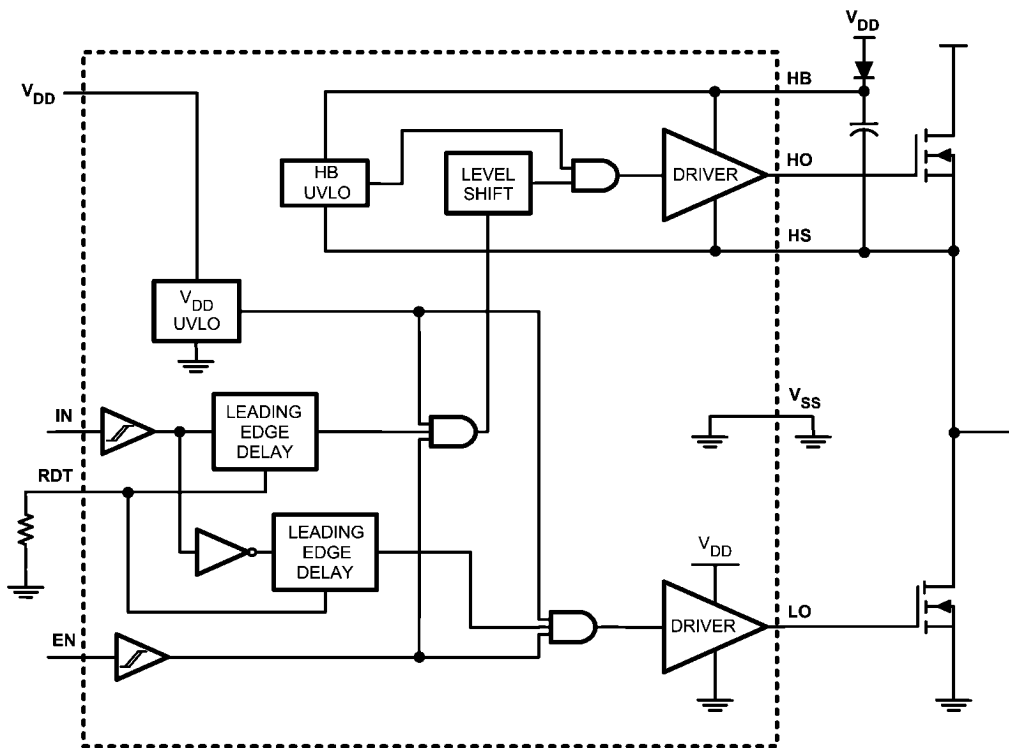 VDD
VDD
HB
HB
UVLO
LEVEL
SHIFT
DRIVER
HO
HS
VDD
UVLO
IN
LEADING
EDGE
DELAY
VSS
RDT
LEADING
EDGE
DELAY
VDD
EN
DRIVER
LO